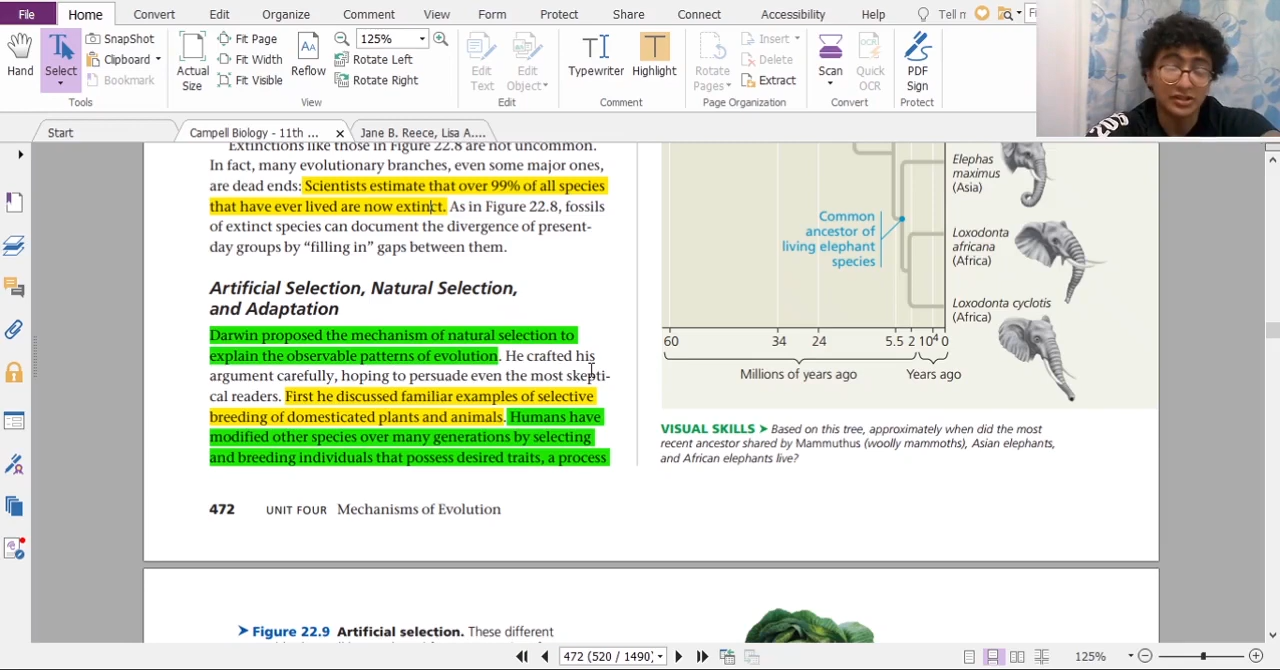 File
Home
Convert
Edit
Organize
Comment
View
Form
Protect
Share
Connect
Accessibility
Help
Tell
Hand
Select
SnapShot
Clipboard
Bookmark
Tools
Actual Size
Fit Page
Fit Width
Fit Visible
Reflow
125%
Rotate Left
Rotate Right
View
Edit Text
Edit Object
Edit
Typewriter
Highlight
Comment
Rotate Pages
Insert
Delete
Extract
Page Organization
Scan
Quick OCR
Convert
PDF Sign
Protect
Start
Campell Biology - 11th ...
Jane B. Reece, Lisa A....
Extinctions like those in Figure 22.8 are not uncommon.
In fact, many evolutionary branches, even some major ones,
are dead ends: Scientists estimate that over 99% of all species
that have ever lived are now extinct. As in Figure 22.8, fossils
of extinct species can document the divergence of present-
day groups by “filling in” gaps between them.
Artificial Selection, Natural Selection,
and Adaptation
Darwin proposed the mechanism of natural selection to
explain the observable patterns of evolution. He crafted his
argument carefully, hoping to persuade even the most skepti-
cal readers. First he discussed familiar examples of selective
breeding of domesticated plants and animals. Humans have
modified other species over many generations by selecting
and breeding individuals that possess desired traits, a process
472 UNIT FOUR Mechanisms of Evolution
Elephas
maximus
(Asia)
Common
ancestor of
living elephant
species
Loxodonta
africana
(Africa)
Loxodonta cyclotis
(Africa)
60 34 24 5.5 2 10⁴ 0
Millions of years ago
Years ago
VISUAL SKILLS ➤ Based on this tree, approximately when did the most
recent ancestor shared by Mammuthus (woolly mammoths), Asian elephants,
and African elephants live?
➤ Figure 22.9 Artificial selection. These different
472 (520 / 1490)
125%